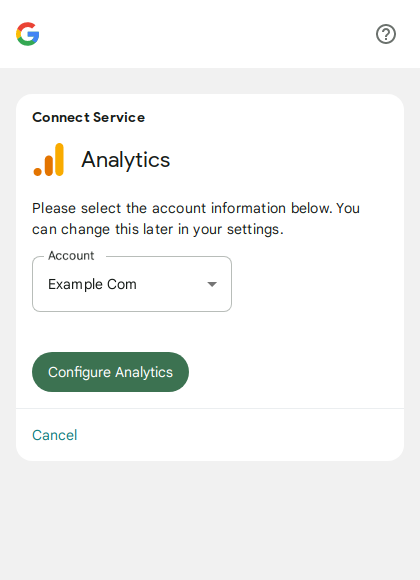 Connect Service
Analytics
Please select the account information below. You
can change this later in your settings.
Account
Example Com
Configure Analytics
Cancel